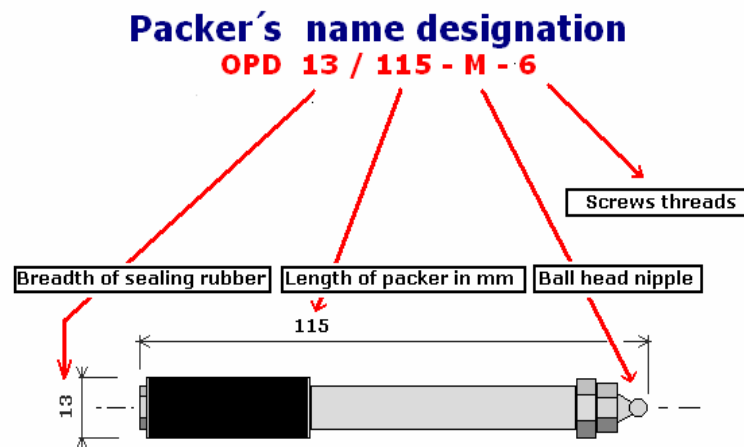 Packer´s name designation
OPD 13 / 115 - M - 6
Screws threads
Breadth of sealing rubber
Length of packer in mm
Ball head nipple
115
13